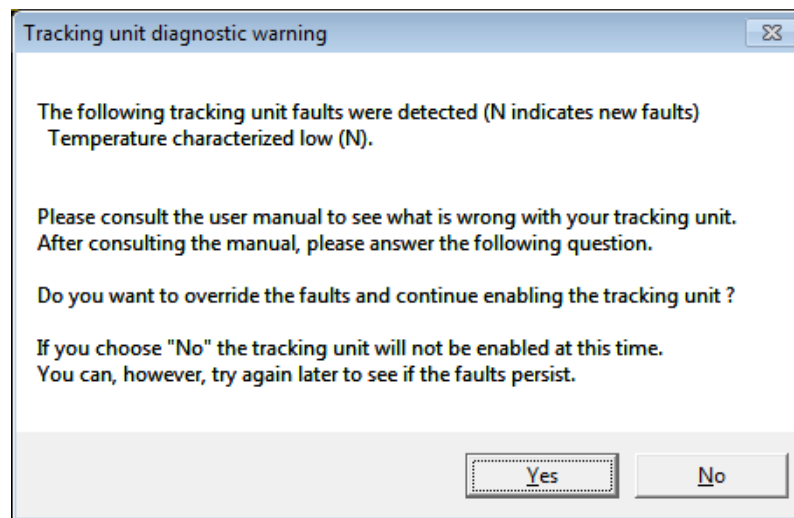 Tracking unit diagnostic warning
The following tracking unit faults were detected (N indicates new faults)
Temperature characterized low (N).
Please consult the user manual to see what is wrong with your tracking unit.
After consulting the manual, please answer the following question.
Do you want to override the faults and continue enabling the tracking unit ?
If you choose "No" the tracking unit will not be enabled at this time.
You can, however, try again later to see if the faults persist.
Yes
No